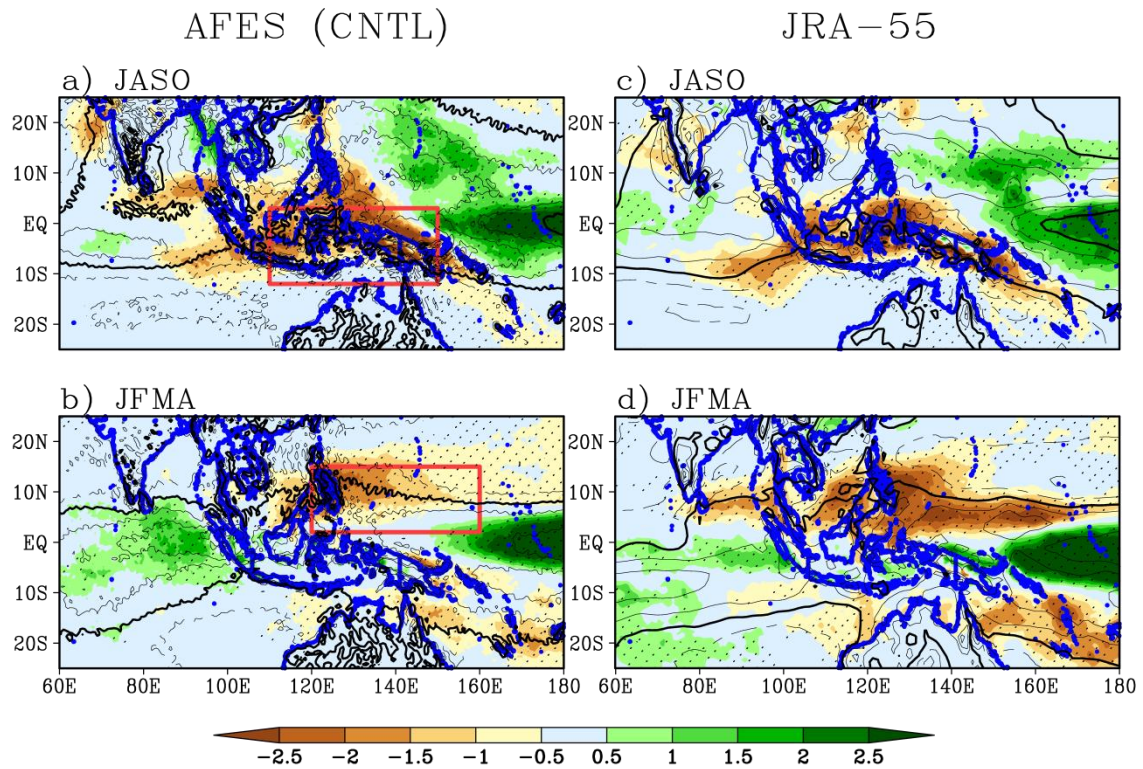 AFES (CNTL)
JRA-55
a) JASO
c) JASO
20N
10N
EQ
10S
20S
20N
10N
EQ
10S
20S
b) JFMA
d) JFMA
20N
10N
EQ
10S
20S
20N
10N
EQ
10S
20S
60E 80E 100E 120E 140E 160E 180
60E 80E 100E 120E 140E 160E 180
-2.5 -2 -1.5 -1 -0.5 0.5 1 1.5 2 2.5